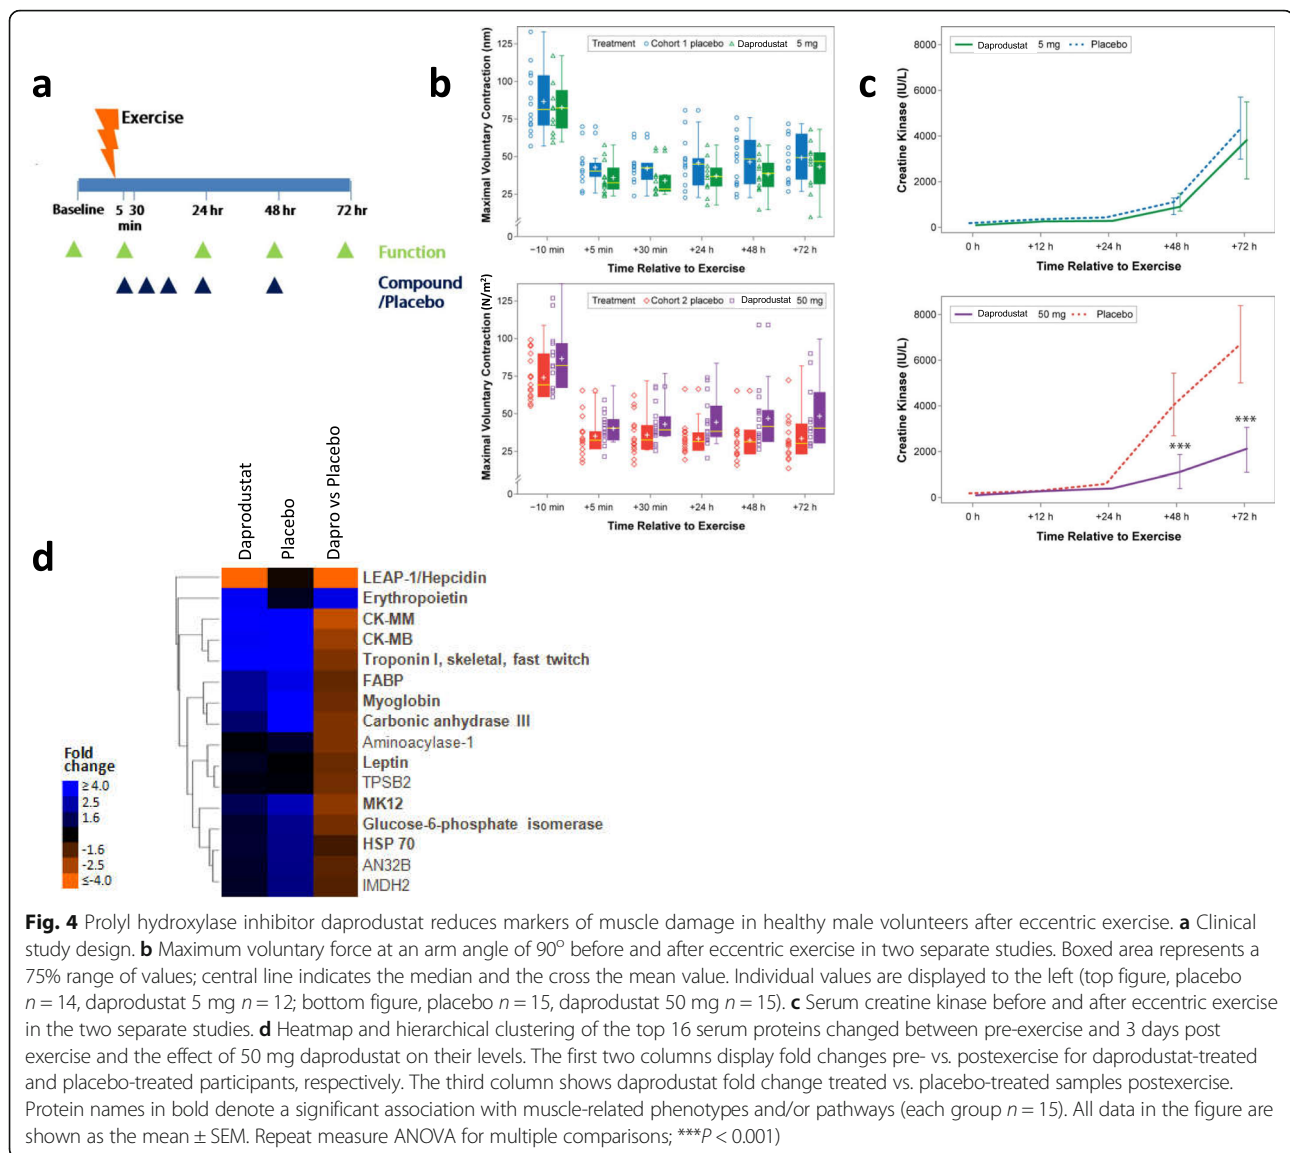 a
Exercise
Baseline 5 30 24 hr 48 hr 72 hr
min
Function
Compound
/Placebo
b
Maximal Voluntary Contraction (nm)
Treatment Cohort 1 placebo Daprodustat 5 mg
125
100
75
50
25
0
−10 min +5 min +30 min +24 h +48 h +72 h
Time Relative to Exercise
Maximal Voluntary Contraction (N/m²)
Treatment Cohort 2 placebo Daprodustat 50 mg
125
100
75
50
25
0
−10 min +5 min +30 min +24 h +48 h +72 h
Time Relative to Exercise
c
Creatine Kinase (IU/L)
Daprodustat 5 mg Placebo
8000
6000
4000
2000
0
0 h +12 h +24 h +48 h +72 h
Time Relative to Exercise
Creatine Kinase (IU/L)
Daprodustat 50 mg Placebo
8000
6000
4000
2000
0
***
***
0 h +12 h +24 h +48 h +72 h
Time Relative to Exercise
d
Daprodustat
Placebo
Dapro vs Placebo
LEAP-1/Hepcidin
Erythropoietin
CK-MM
CK-MB
Troponin I, skeletal, fast twitch
FABP
Myoglobin
Carbonic anhydrase III
Aminoacylase-1
Leptin
TPSB2
MK12
Glucose-6-phosphate isomerase
HSP 70
AN32B
IMDH2
Fold
change
≥ 4.0
2.5
1.6
-1.6
-2.5
≤-4.0
Fig. 4 Prolyl hydroxylase inhibitor daprodustat reduces markers of muscle damage in healthy male volunteers after eccentric exercise. a Clinical
study design. b Maximum voluntary force at an arm angle of 90° before and after eccentric exercise in two separate studies. Boxed area represents a
75% range of values; central line indicates the median and the cross the mean value. Individual values are displayed to the left (top figure, placebo
n = 14, daprodustat 5 mg n = 12; bottom figure, placebo n = 15, daprodustat 50 mg n = 15). c Serum creatine kinase before and after eccentric exercise
in the two separate studies. d Heatmap and hierarchical clustering of the top 16 serum proteins changed between pre-exercise and 3 days post
exercise and the effect of 50 mg daprodustat on their levels. The first two columns display fold changes pre- vs. postexercise for daprodustat-treated
and placebo-treated participants, respectively. The third column shows daprodustat fold change treated vs. placebo-treated samples postexercise.
Protein names in bold denote a significant association with muscle-related phenotypes and/or pathways (each group n = 15). All data in the figure are
shown as the mean ± SEM. Repeat measure ANOVA for multiple comparisons; ***P < 0.001)